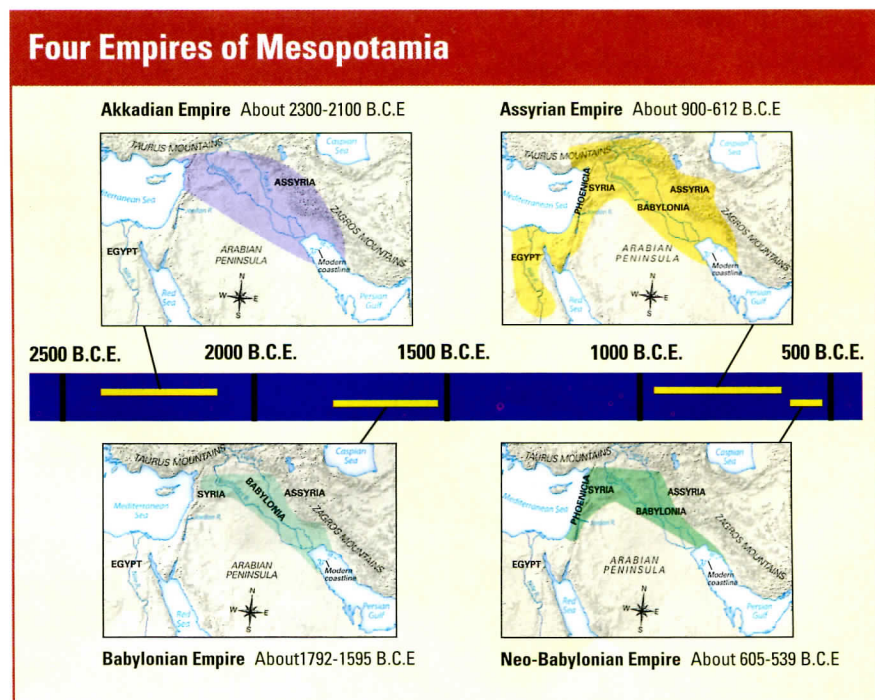 Four Empires of Mesopotamia
Akkadian Empire About 2300-2100 B.C.E
TAURUS MOUNTAINS
Caspian
Sea
Mediterranean Sea
ASSYRIA
ZAGROS MOUNTAINS
Jordan R.
EGYPT
ARABIAN
PENINSULA
Modern
coastline
N
W E
S
Red
Sea
Persian
Gulf
Assyrian Empire About 900-612 B.C.E
TAURUS MOUNTAINS
Caspian
Sea
Mediterranean Sea
PHOENICIA
SYRIA
ASSYRIA
BABYLONIA
ZAGROS MOUNTAINS
EGYPT
ARABIAN
PENINSULA
Modern
coastline
N
W E
S
Red
Sea
Persian
Gulf
2500 B.C.E. 2000 B.C.E. 1500 B.C.E. 1000 B.C.E. 500 B.C.E.
TAURUS MOUNTAINS
Caspian
Sea
Mediterranean
Sea
SYRIA
BABYLONIA
ASSYRIA
ZAGROS MOUNTAINS
Jordan R.
EGYPT
ARABIAN
PENINSULA
Modern
coastline
N
W E
S
Red
Sea
Persian
Gulf
Babylonian Empire About1792-1595 B.C.E
TAURUS MOUNTAINS
Caspian
Sea
Mediterranean
Sea
PHOENICIA
SYRIA
ASSYRIA
BABYLONIA
ZAGROS MOUNTAINS
Jordan R.
EGYPT
ARABIAN
PENINSULA
Modern
coastline
N
W E
S
Red
Sea
Persian
Gulf
Neo-Babylonian Empire About 605-539 B.C.E